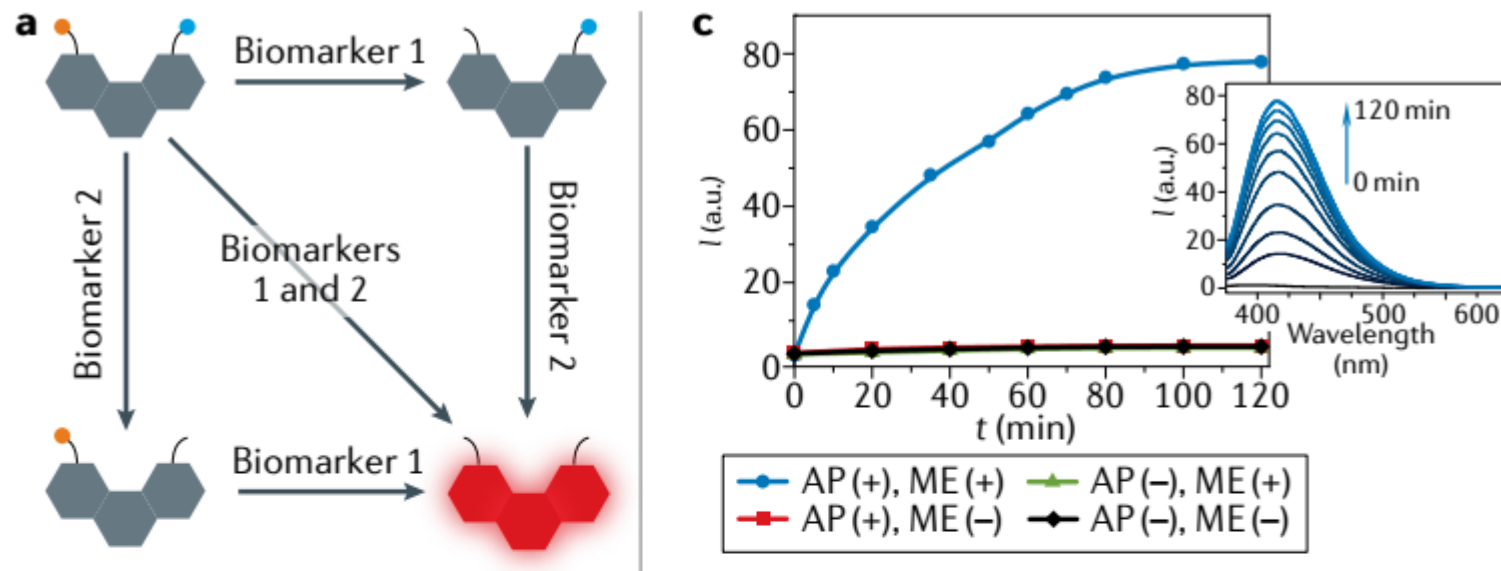 a
Biomarker 1
Biomarker 2
Biomarkers
1 and 2
Biomarker 2
Biomarker 1
c
80
60
40
20
0
I (a.u.)
0 20 40 60 80 100 120
t (min)
80
60
40
20
0
I (a.u.)
120 min
0 min
400 500 600
Wavelength
(nm)
AP (+), ME (+) AP (–), ME (+)
AP (+), ME (–) AP (–), ME (–)